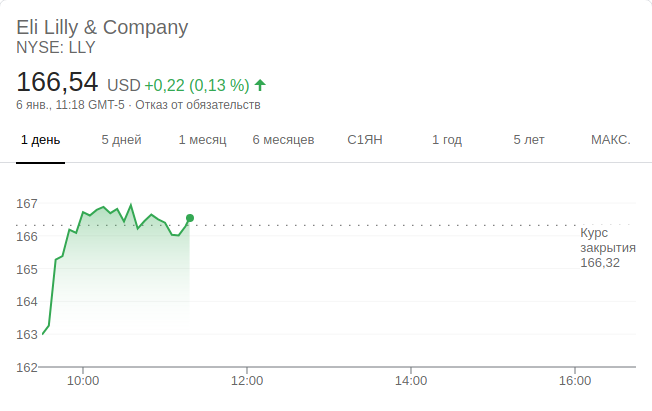 Eli Lilly & Company
NYSE: LLY
166,54 USD +0,22 (0,13 %)
6 янв., 11:18 GMT-5 · Отказ от обязательств
1 день 5 дней 1 месяц 6 месяцев С1ЯН 1 год 5 лет МАКС.
167
166
Курс
закрытия
166,32
165
164
163
162
10:00 12:00 14:00 16:00